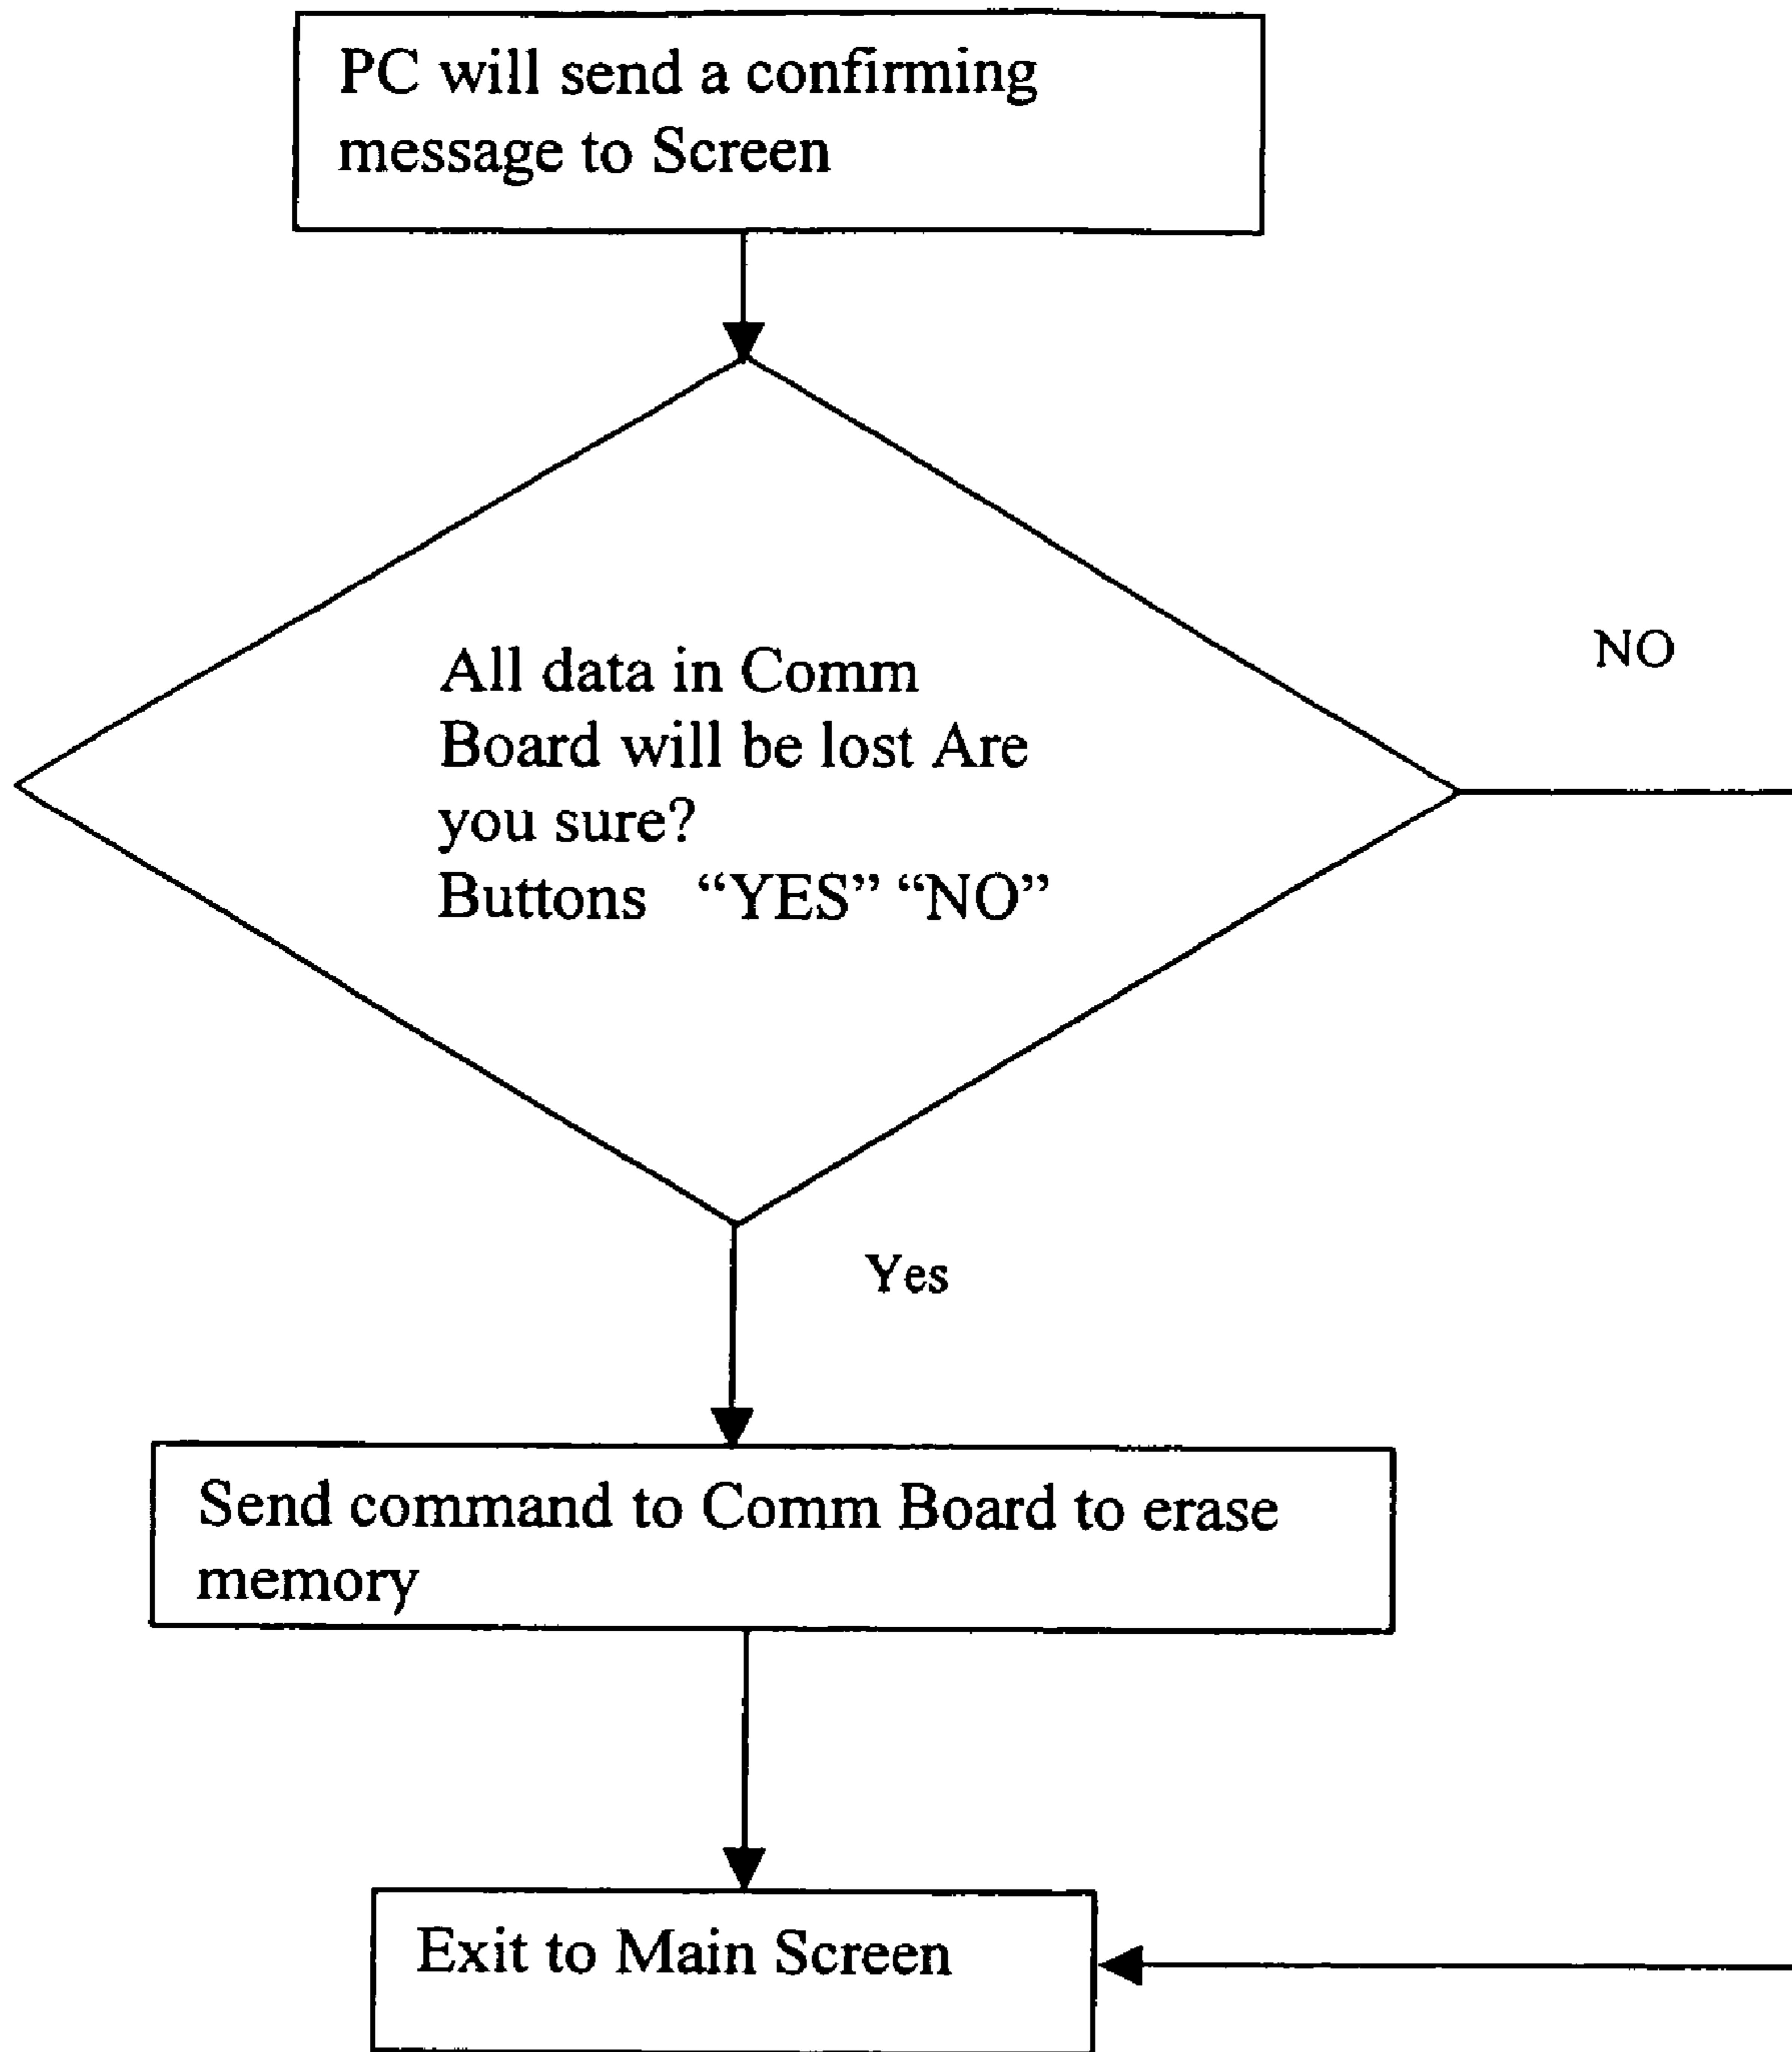 PC will send a confirming
message to Screen
All data in Comm
Board will be lost Are
you sure?
Buttons “YES” “NO”
NO
Yes
Send command to Comm Board to erase
memory
Exit to Main Screen